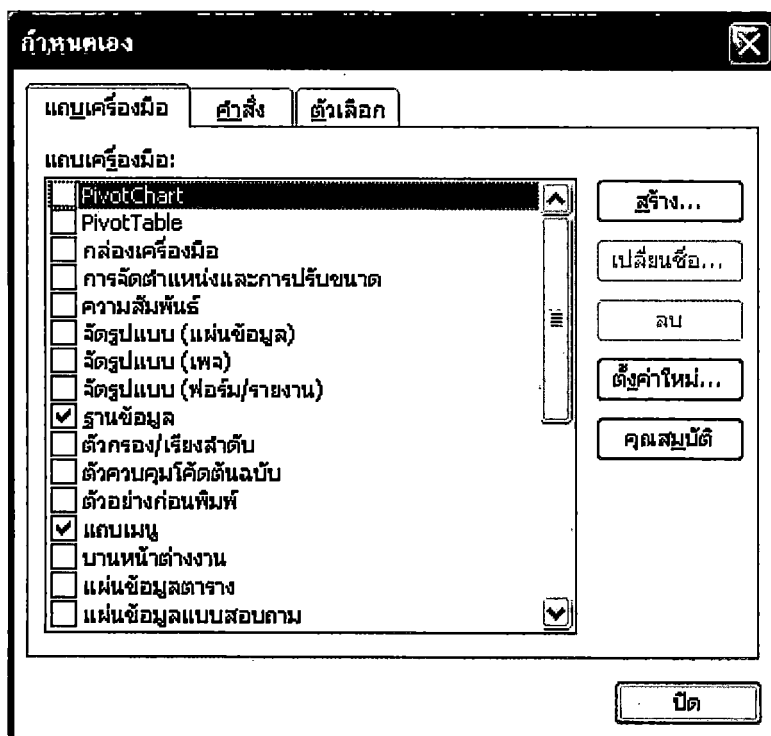 กำหนดเอง
แถบเครื่องมือ คำสั่ง ตัวเลือก
แถบเครื่องมือ:
PivotChart
PivotTable
กล่องเครื่องมือ
การจัดตำแหน่งและการปรับขนาด
ความสัมพันธ์
จัดรูปแบบ (แผ่นข้อมูล)
จัดรูปแบบ (เพจ)
จัดรูปแบบ (ฟอร์ม/รายงาน)
ฐานข้อมูล
ตัวกรอง/เรียงลำดับ
ตัวควบคุมโค้ดต้นฉบับ
ตัวอย่างก่อนพิมพ์
แถบเมนู
บานหน้าต่างงาน
แผ่นข้อมูลตาราง
แผ่นข้อมูลแบบสอบถาม
สร้าง...
เปลี่ยนชื่อ...
ลบ
ตั้งค่าใหม่...
คุณสมบัติ
ปิด